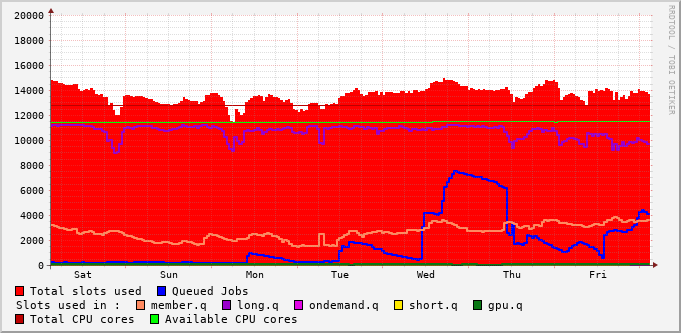 20000
18000
16000
14000
12000
10000
8000
6000
4000
2000
0
Sat Sun Mon Tue Wed Thu Fri
RRDTOOL / TOBI OETIKER
Total slots used Queued Jobs
Slots used in : member.q long.q ondemand.q short.q gpu.q
Total CPU cores Available CPU cores